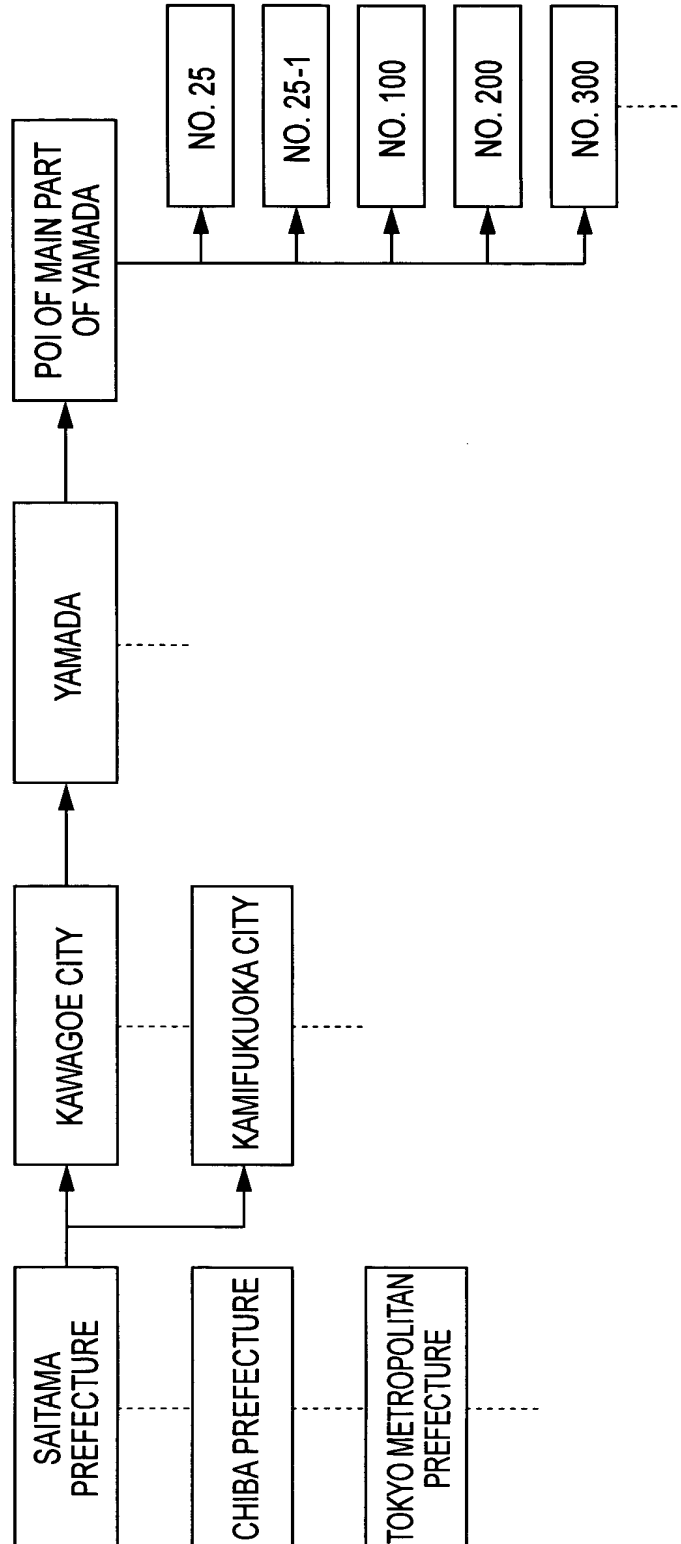 SAITAMA
PREFECTURE
CHIBA PREFECTURE
TOKYO METROPOLITAN
PREFECTURE
KAWAGOE CITY
KAMIFUKUOKA CITY
YAMADA
POI OF MAIN PART
OF YAMADA
NO. 25
NO. 25-1
NO. 100
NO. 200
NO. 300